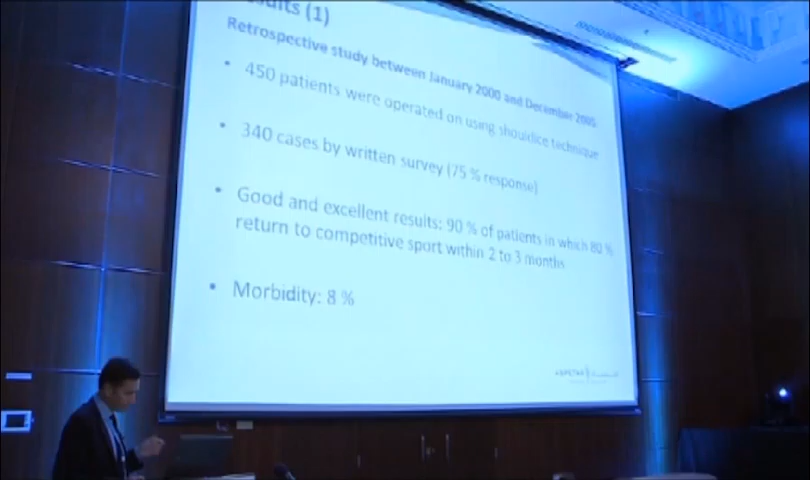 sults (1)
Retrospective study between January 2000 and December 2005
• 450 patients were operated on using shouldice technique
• 340 cases by written survey (75 % response)
• Good and excellent results: 90 % of patients in which 80 %
return to competitive sport within 2 to 3 months
• Morbidity: 8 %
ASPETAR